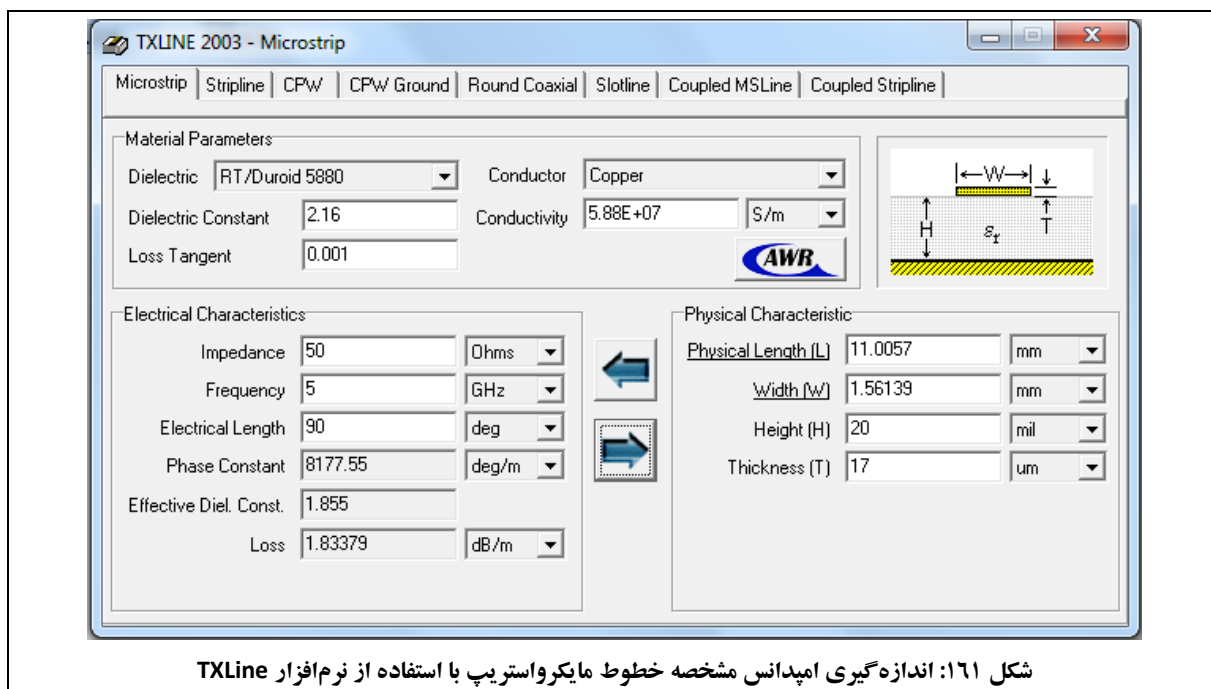 TXLINE 2003 - Microstrip
Microstrip Stripline CPW CPW Ground Round Coaxial Slotline Coupled MSLine Coupled Stripline
Material Parameters
Dielectric RT/Duroid 5880 Conductor Copper
Dielectric Constant 2.16 Conductivity 5.88E+07 S/m
Loss Tangent 0.001
AWR
W
H
T
εr
Electrical Characteristics
Impedance 50 Ohms
Frequency 5 GHz
Electrical Length 90 deg
Phase Constant 8177.55 deg/m
Effective Diel. Const. 1.855
Loss 1.83379 dB/m
Physical Characteristic
Physical Length (L) 11.0057 mm
Width (W) 1.56139 mm
Height (H) 20 mil
Thickness (T) 17 um
شکل ۱۶۱: اندازه‌گیری امپدانس مشخصه خطوط مایکرواستریپ با استفاده از نرم‌افزار TXLine